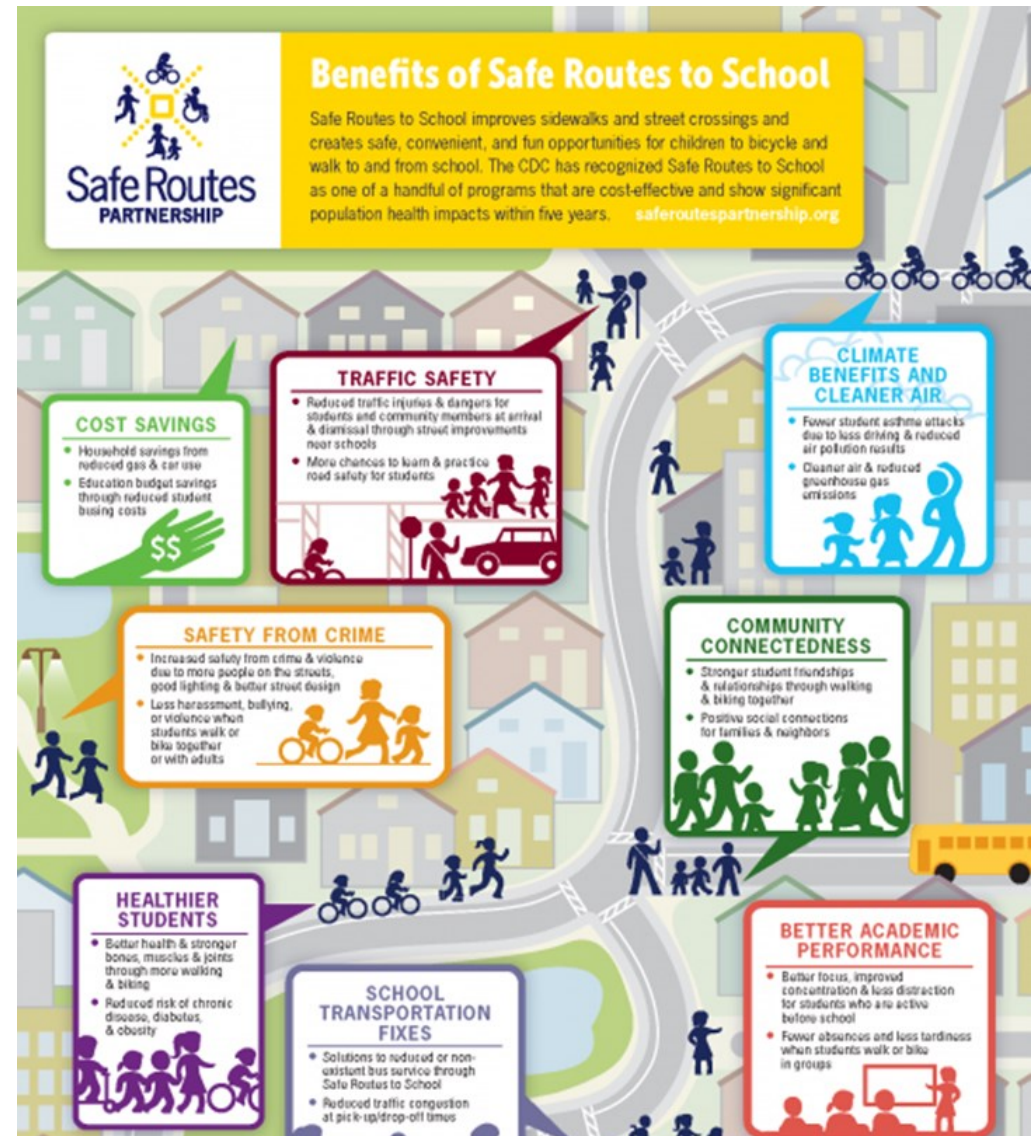 Safe Routes
PARTNERSHIP
Benefits of Safe Routes to School
Safe Routes to School improves sidewalks and street crossings and
creates safe, convenient, and fun opportunities for children to bicycle and
walk to and from school. The CDC has recognized Safe Routes to School
as one of a handful of programs that are cost-effective and show significant
population health impacts within five years. saferoutespartnership.org
COST SAVINGS
• Household savings from
reduced gas & car use
• Education budget savings
through reduced student
busing costs
$$
TRAFFIC SAFETY
• Reduced traffic injuries & dangers for
students and community members at arrival
& dismissal through street improvements
near schools
• More chances to learn & practice
road safety for students
CLIMATE
BENEFITS AND
CLEANER AIR
• Fewer student asthma attacks
due to less driving & reduced
air pollution results
• Cleaner air & reduced
greenhouse gas
emissions
SAFETY FROM CRIME
• Increased safety from crime & violence
due to more people on the streets,
good lighting & better street design
• Less harassment, bullying,
or violence when
students walk or
bike together
or with adults
COMMUNITY
CONNECTEDNESS
• Stronger student friendships
& relationships through walking
& biking together
• Positive social connections
for families & neighbors
HEALTHIER
STUDENTS
• Better health & stronger
bones, muscles & joints
through more walking
& biking
• Reduced risk of chronic
disease, diabetes,
& obesity
SCHOOL
TRANSPORTATION
FIXES
• Solutions to reduced or non-
existent bus service through
Safe Routes to School
• Reduced traffic congestion
at pick-up/drop-off times
BETTER ACADEMIC
PERFORMANCE
• Better focus, improved
concentration & less distraction
for students who are active
before school
• Fewer absences and less tardiness
when students walk or bike
in groups